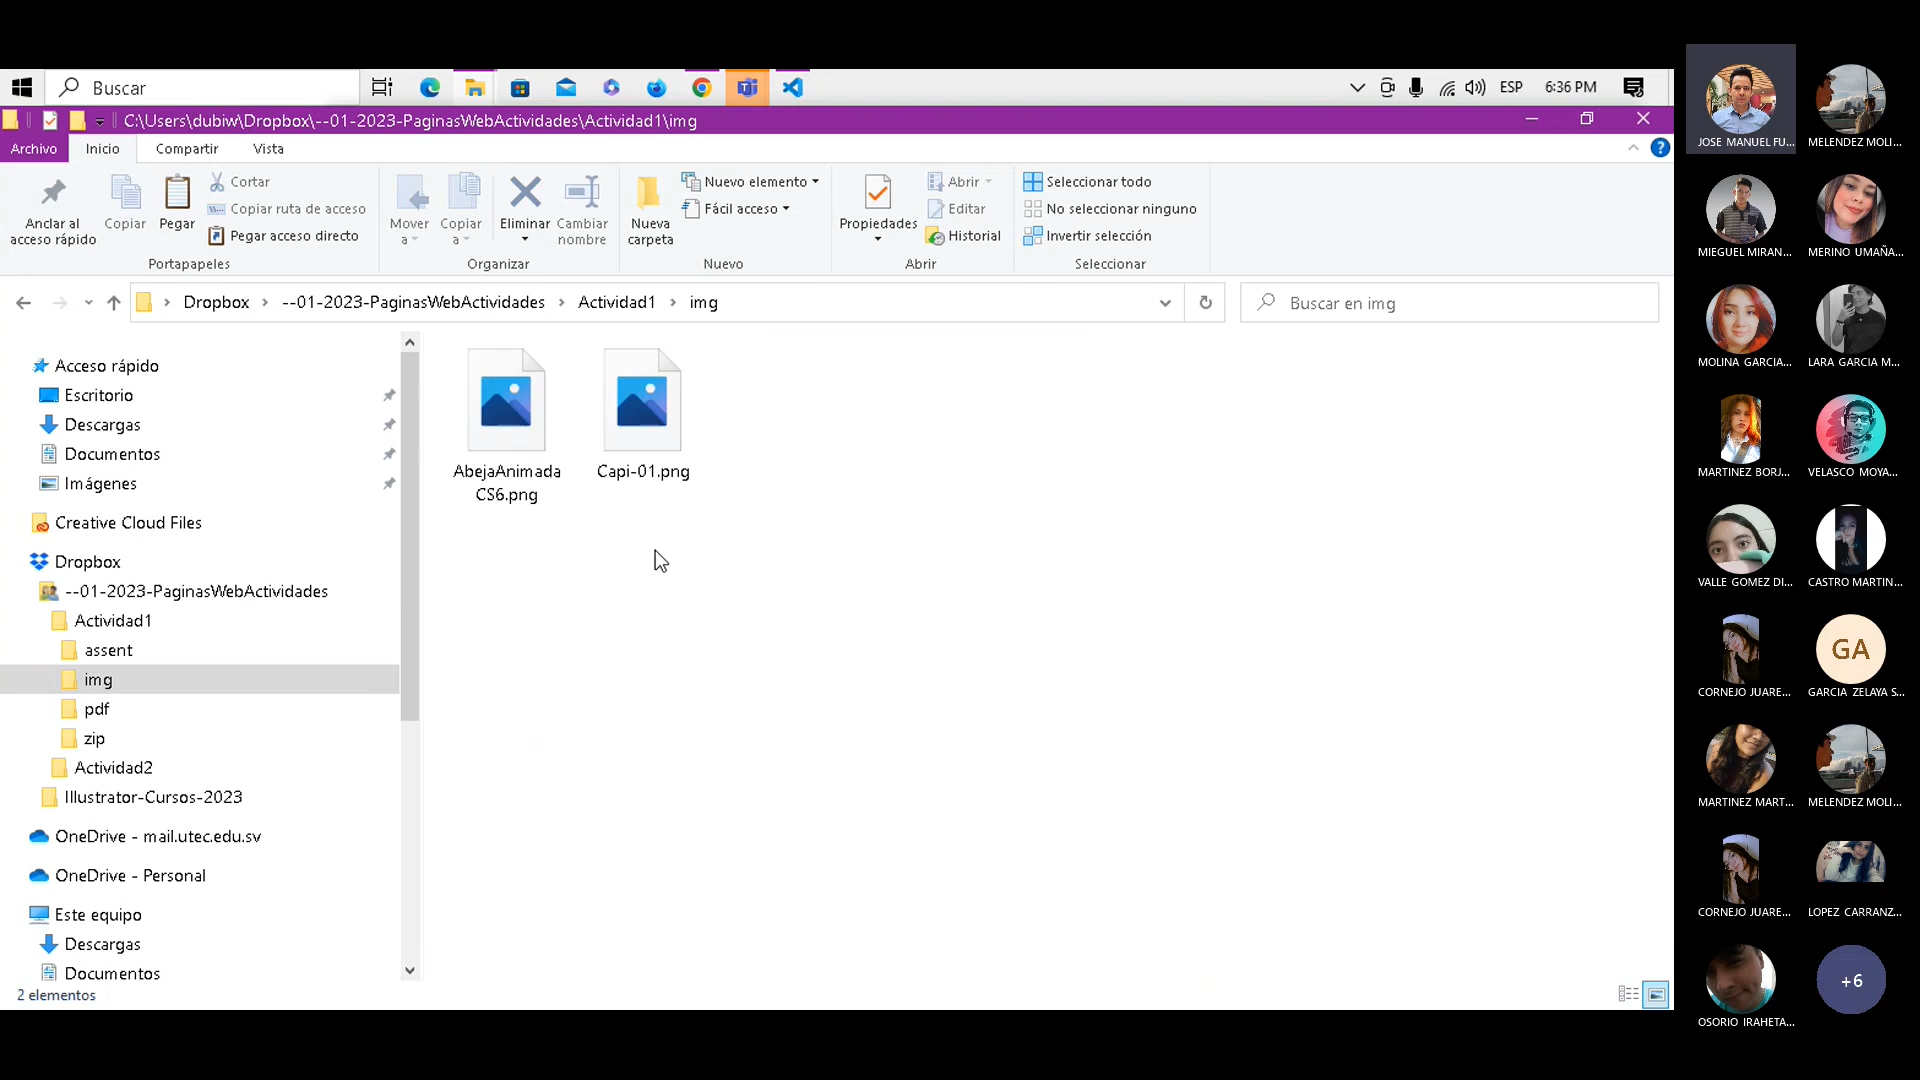 Buscar
ESP
6:36 PM
C:\Users\dubiw\Dropbox\--01-2023-PaginasWebActividades\Actividad1\img
Archivo
Inicio
Compartir
Vista
Anclar al
acceso rápido
Copiar
Pegar
Cortar
Copiar ruta de acceso
Pegar acceso directo
Portapapeles
Mover
a
Copiar
a
Eliminar
Cambiar
nombre
Organizar
Nueva
carpeta
Nuevo elemento
Fácil acceso
Nuevo
Propiedades
Abrir
Editar
Historial
Abrir
Seleccionar todo
No seleccionar ninguno
Invertir selección
Seleccionar
Dropbox > --01-2023-PaginasWebActividades > Actividad1 > img
Buscar en img
Acceso rápido
Escritorio
Descargas
Documentos
Imágenes
Creative Cloud Files
Dropbox
--01-2023-PaginasWebActividades
Actividad1
assent
img
pdf
zip
Actividad2
Illustrator-Cursos-2023
OneDrive - mail.utec.edu.sv
OneDrive - Personal
Este equipo
Descargas
Documentos
AbejaAnimada
CS6.png
Capi-01.png
2 elementos
JOSE MANUEL FU...
MELENDEZ MOLI...
MIEGUEL MIRAN...
MERINO UMAÑA...
MOLINA GARCIA...
LARA GARCIA M...
MARTINEZ BORJ...
VELASCO MOYA...
VALLE GOMEZ DI...
CASTRO MARTIN...
CORNEJO JUARE...
GA
GARCIA ZELAYA S...
MARTINEZ MART...
MELENDEZ MOLI...
CORNEJO JUARE...
LOPEZ CARRANZ...
OSORIO IRAHETA...
+6